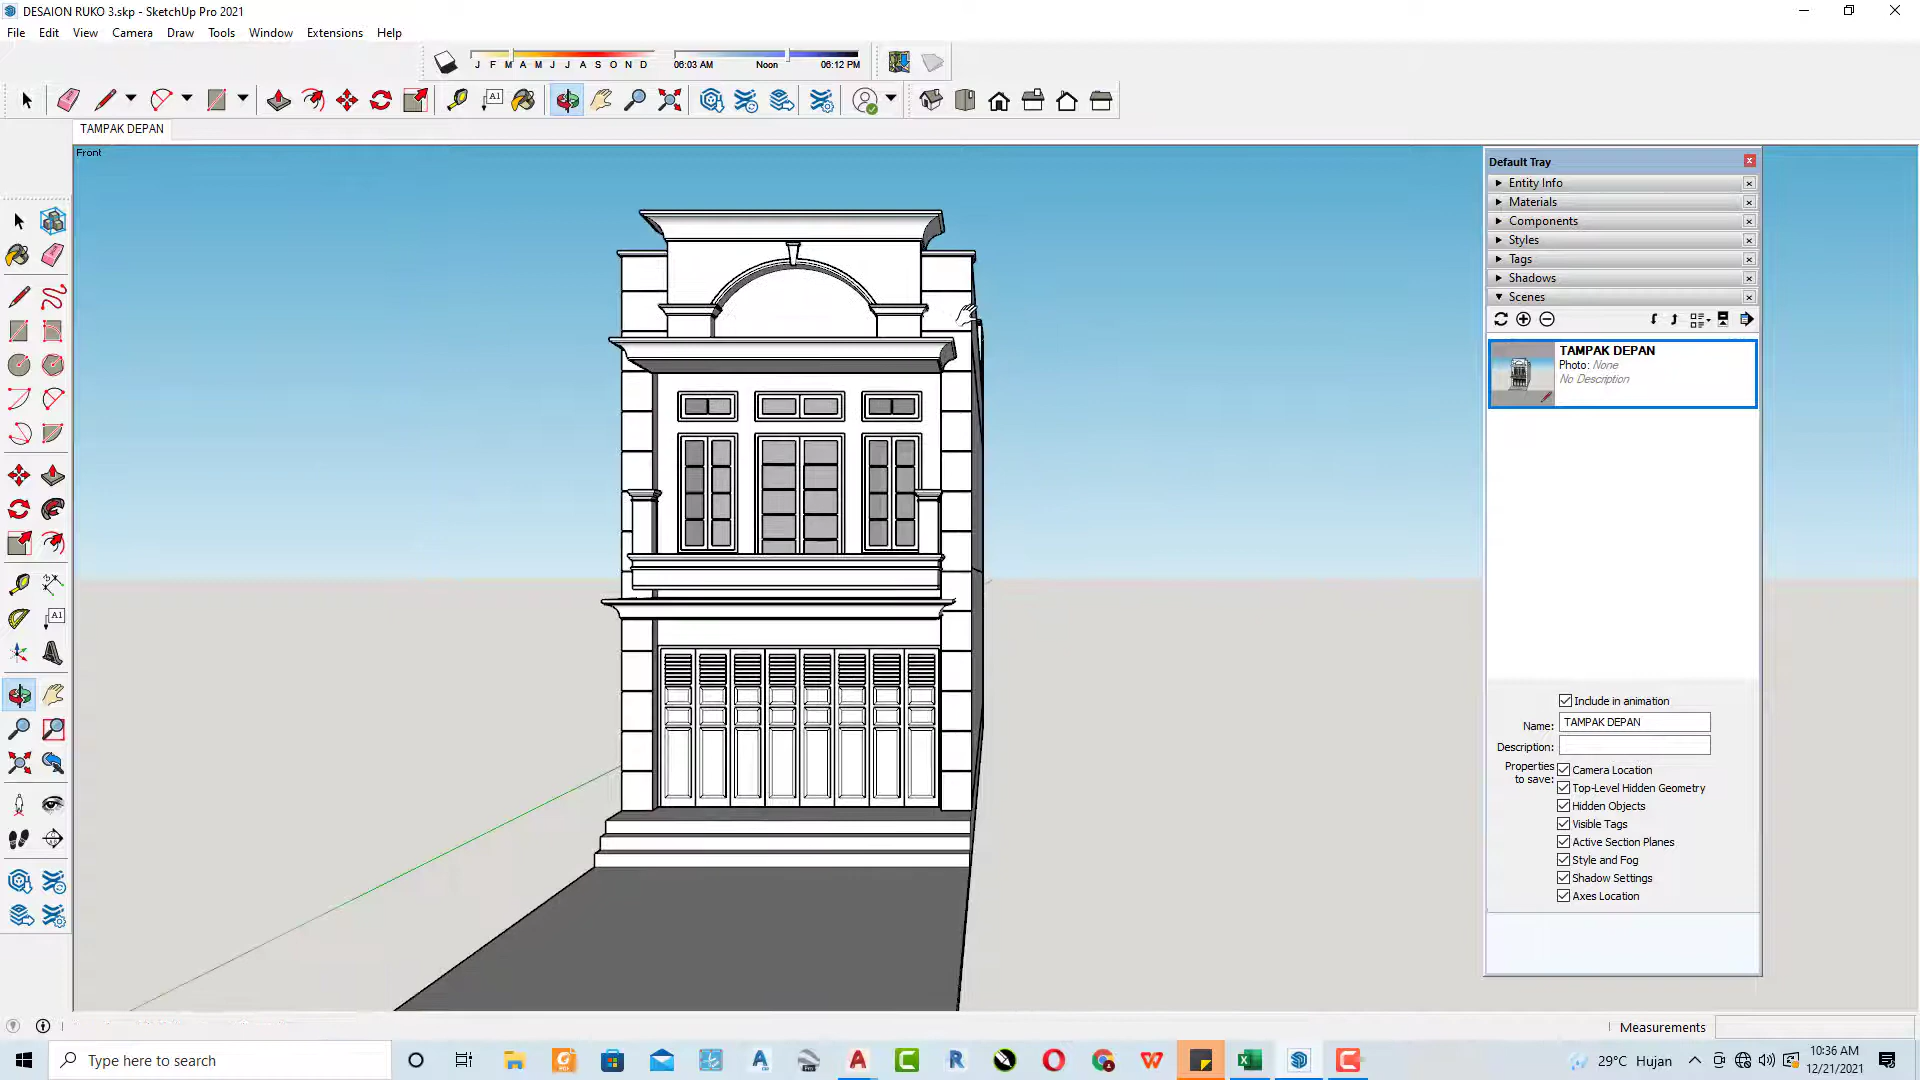 DESAION RUKO 3.skp - SketchUp Pro 2021
File Edit View Camera Draw Tools Window Extensions Help
J F M A M J J A S O N D
06:03 AM Noon 06:12 PM
A1
TAMPAK DEPAN
Front
Default Tray
Entity Info
Materials
Components
Styles
Tags
Shadows
Scenes
TAMPAK DEPAN
Photo: None
No Description
A1
Include in animation
Name: TAMPAK DEPAN
Description:
Properties to save:
Camera Location
Top-Level Hidden Geometry
Hidden Objects
Visible Tags
Active Section Planes
Style and Fog
Shadow Settings
Axes Location
Measurements
Type here to search
29°C Hujan
10:36 AM
12/21/2021